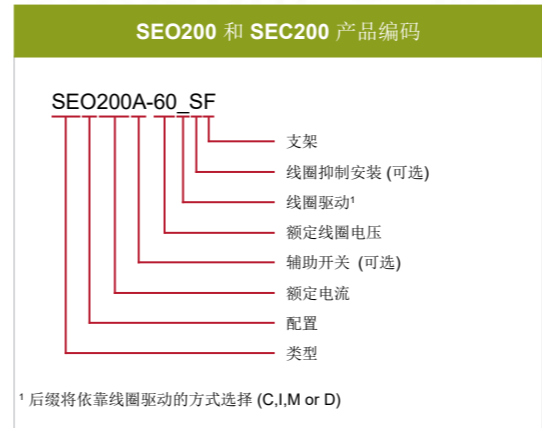 SEO200 和 SEC200 产品编码
SEO200A-60_SF
支架
线圈抑制安装 (可选)
线圈驱动¹
额定线圈电压
辅助开关 (可选)
额定电流
配置
类型
¹ 后缀将依靠线圈驱动的方式选择 (C,I,M or D)